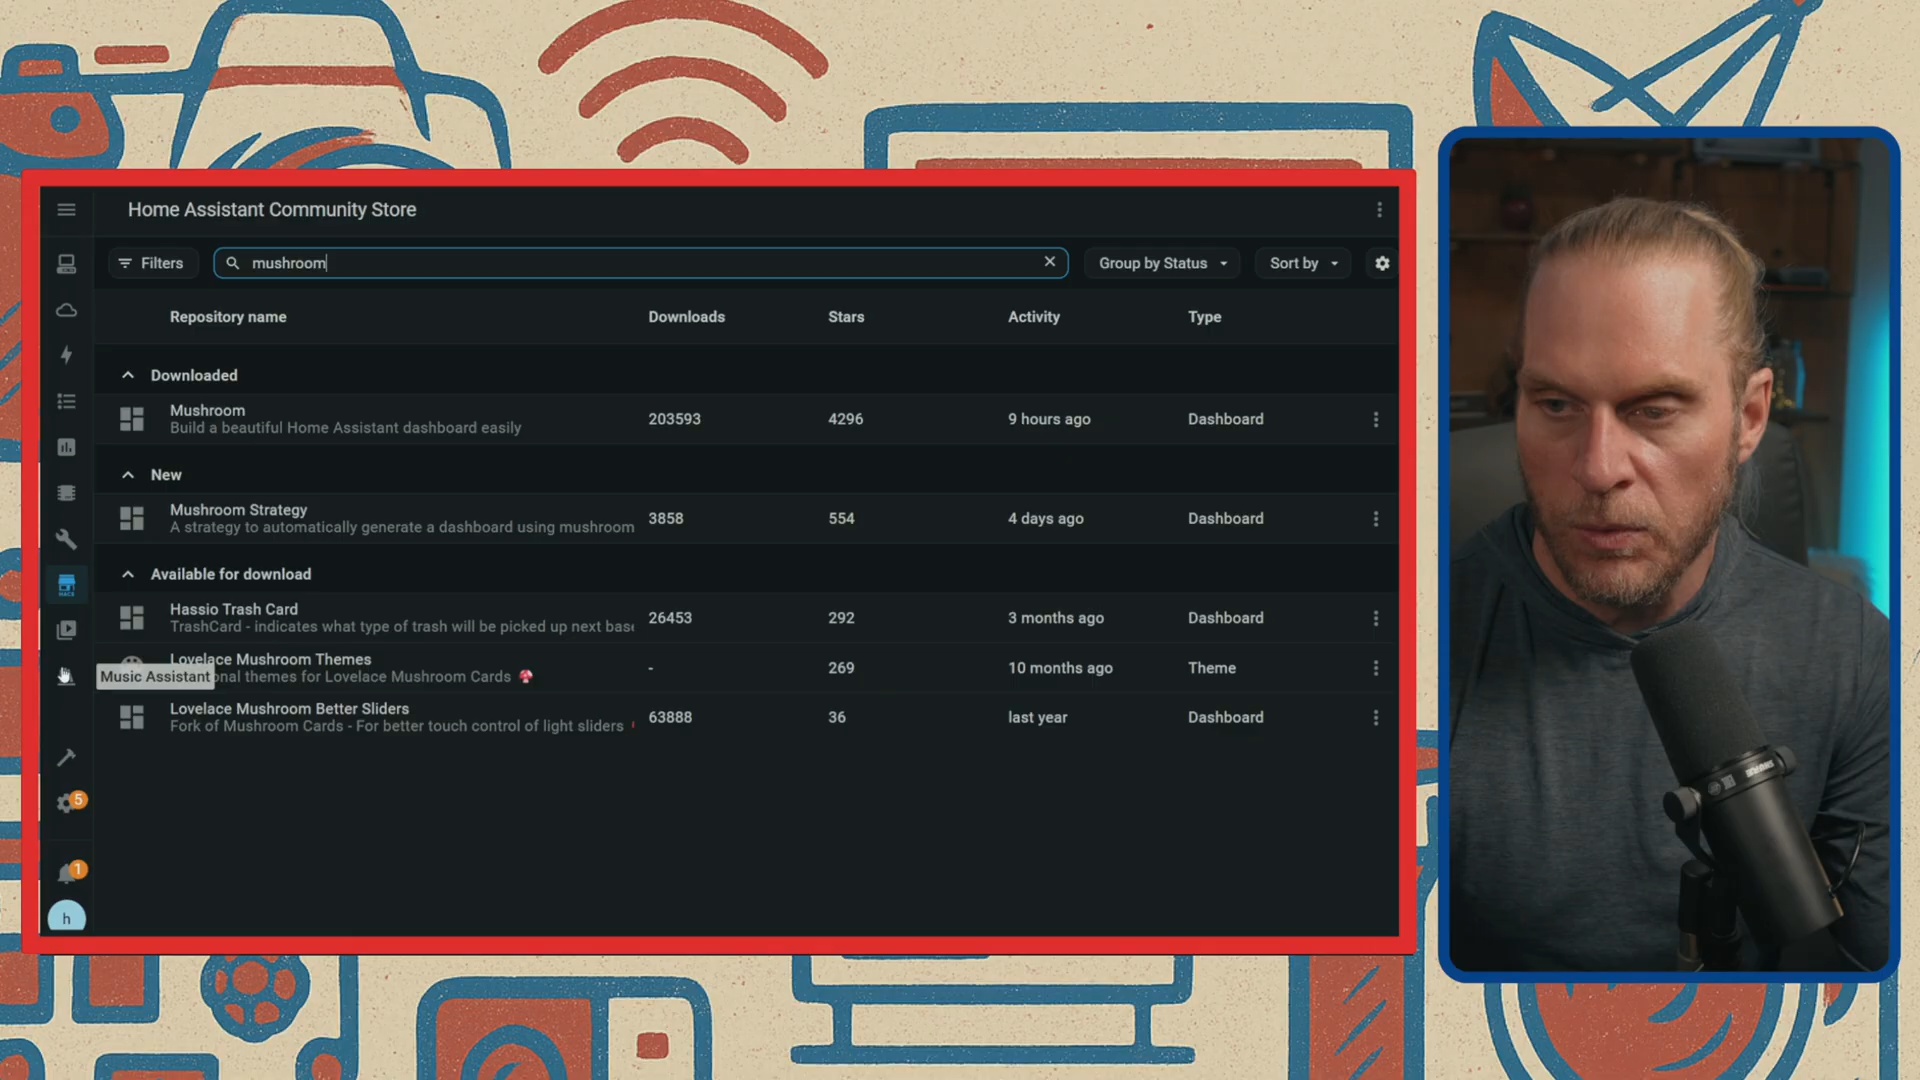 Home Assistant Community Store
Filters
mushroom
Group by Status
Sort by
Repository name
Downloads
Stars
Activity
Type
Downloaded
Mushroom
Build a beautiful Home Assistant dashboard easily
203593
4296
9 hours ago
Dashboard
New
Mushroom Strategy
A strategy to automatically generate a dashboard using mushroom
3858
554
4 days ago
Dashboard
Available for download
Hassio Trash Card
TrashCard - indicates what type of trash will be picked up next base
26453
292
3 months ago
Dashboard
Lovelace Mushroom Themes
onal themes for Lovelace Mushroom Cards 🍄
-
269
10 months ago
Theme
Music Assistant
Lovelace Mushroom Better Sliders
Fork of Mushroom Cards - For better touch control of light sliders
63888
36
last year
Dashboard
HACS
5
1
h
SHURE